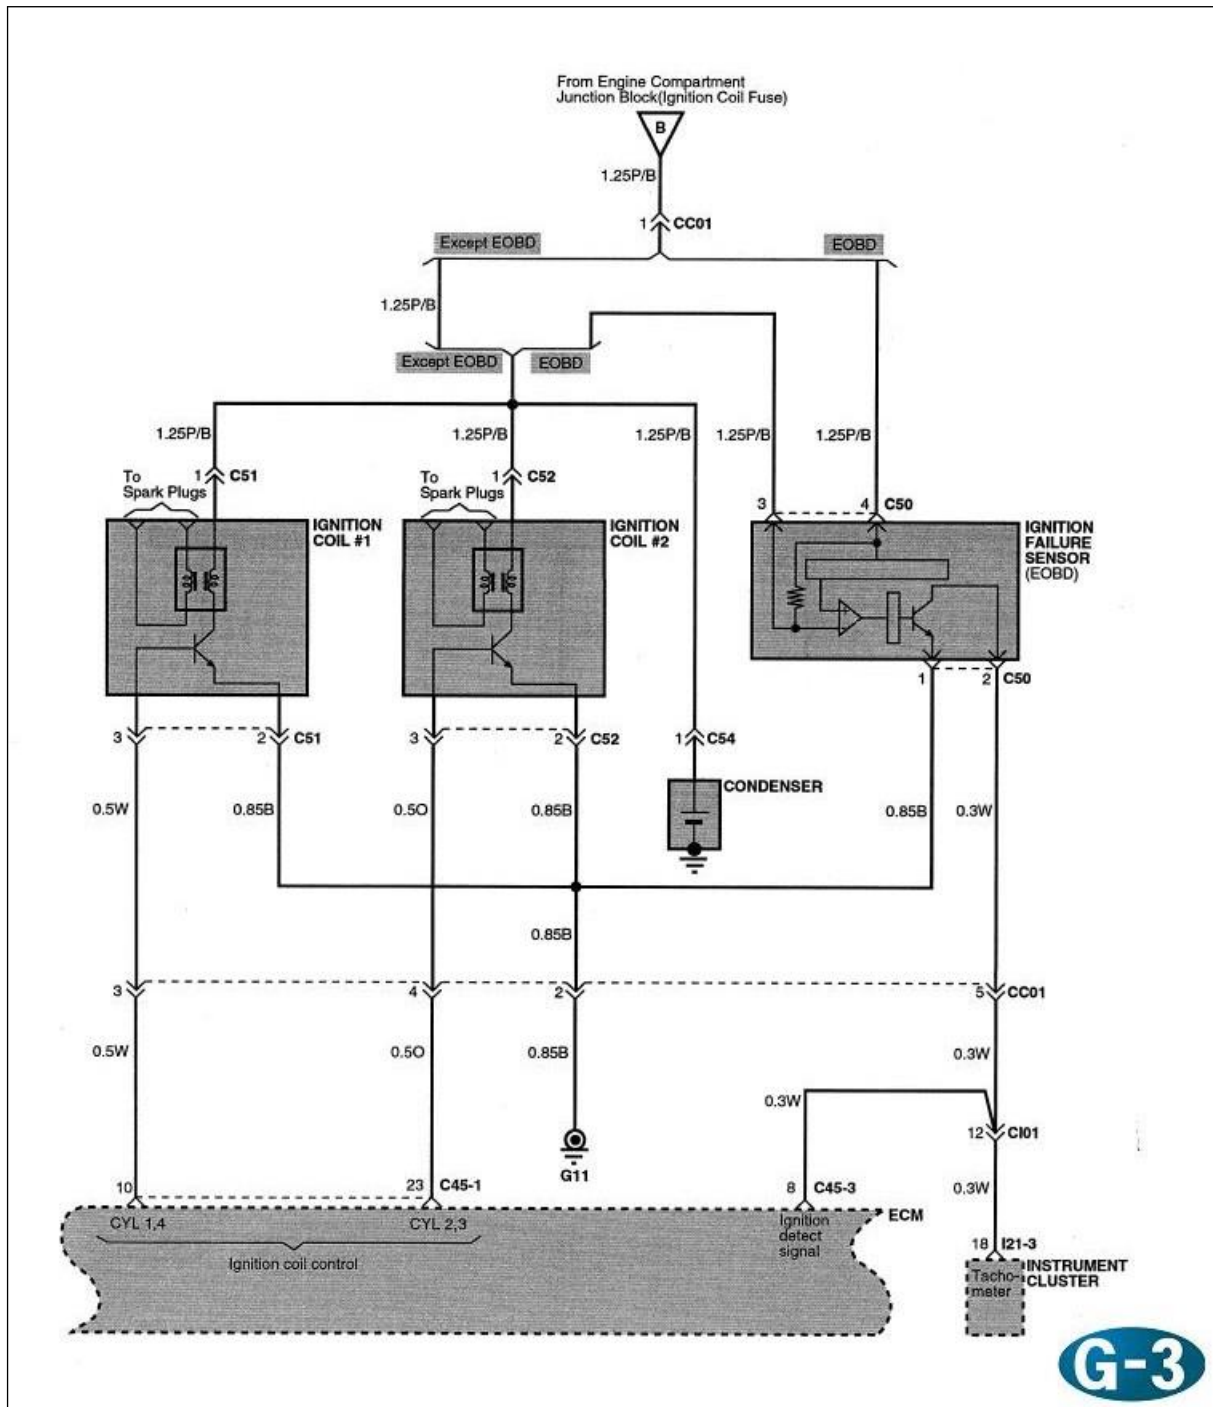 From Engine Compartment
Junction Block(Ignition Coil Fuse)
B
1.25P/B
1 CC01
Except EOBD
EOBD
1.25P/B
Except EOBD
EOBD
1.25P/B
1.25P/B
1.25P/B
1.25P/B
1.25P/B
To
Spark Plugs
1 C51
To
Spark Plugs
1 C52
3
4 C50
IGNITION
COIL #1
IGNITION
COIL #2
IGNITION
FAILURE
SENSOR
(EOBD)
1
2 C50
3
2 C51
3
2 C52
1 C54
CONDENSER
0.5W
0.85B
0.5O
0.85B
0.85B
0.3W
0.85B
3
4
2
5 CC01
0.5W
0.5O
0.85B
0.3W
0.3W
12 CI01
G11
10
23 C45-1
8 C45-3
0.3W
ECM
CYL 1,4
CYL 2,3
Ignition coil control
Ignition
detect
signal
18 I21-3
INSTRUMENT
CLUSTER
Tacho-
meter
G-3